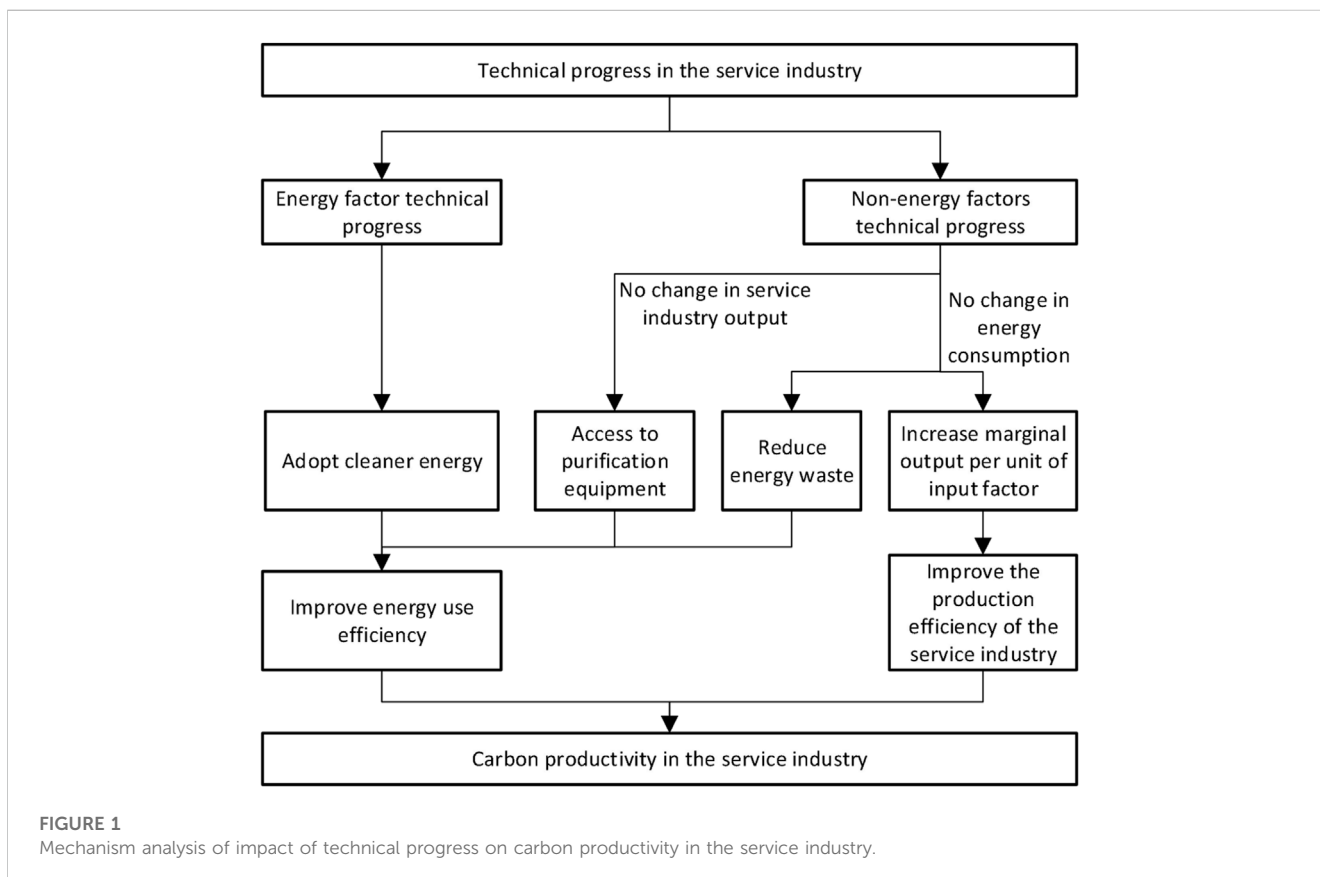 Technical progress in the service industry
Energy factor technical
progress
Non-energy factors
technical progress
No change in service
industry output
No change in
energy
consumption
Adopt cleaner energy
Access to
purification
equipment
Reduce
energy waste
Increase marginal
output per unit of
input factor
Improve energy use
efficiency
Improve the
production
efficiency of the
service industry
Carbon productivity in the service industry
FIGURE 1
Mechanism analysis of impact of technical progress on carbon productivity in the service industry.